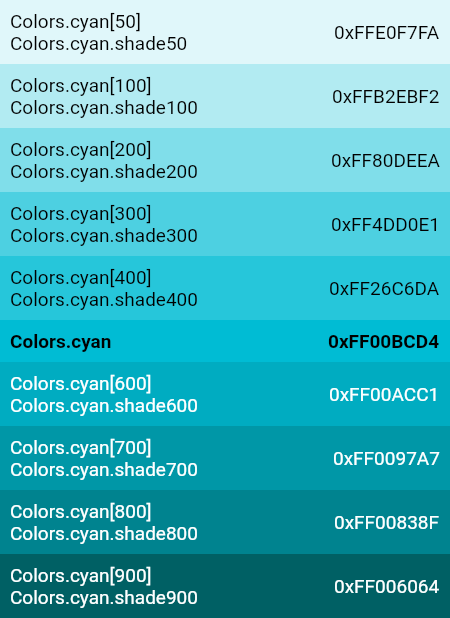 Colors.cyan[50]
Colors.cyan.shade50
0xFFE0F7FA
Colors.cyan[100]
Colors.cyan.shade100
0xFFB2EBF2
Colors.cyan[200]
Colors.cyan.shade200
0xFF80DEEA
Colors.cyan[300]
Colors.cyan.shade300
0xFF4DD0E1
Colors.cyan[400]
Colors.cyan.shade400
0xFF26C6DA
Colors.cyan
0xFF00BCD4
Colors.cyan[600]
Colors.cyan.shade600
0xFF00ACC1
Colors.cyan[700]
Colors.cyan.shade700
0xFF0097A7
Colors.cyan[800]
Colors.cyan.shade800
0xFF00838F
Colors.cyan[900]
Colors.cyan.shade900
0xFF006064